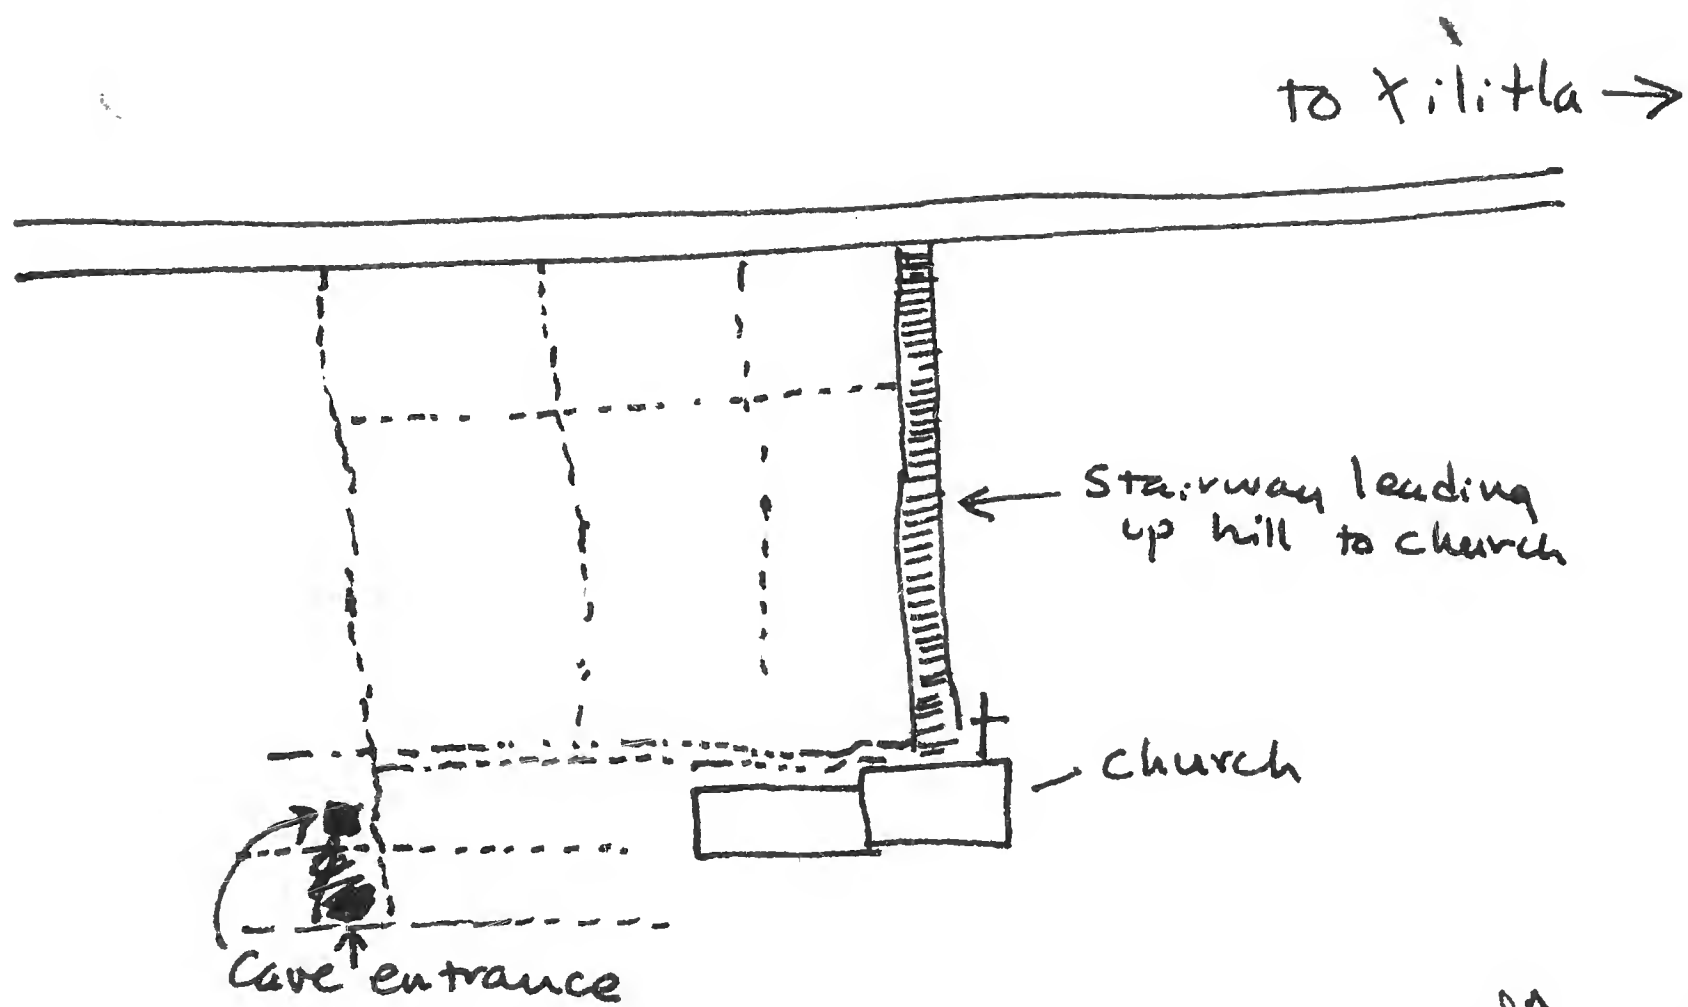 to Xilitla
Stairway leading
up hill to church
church
Cave entrance